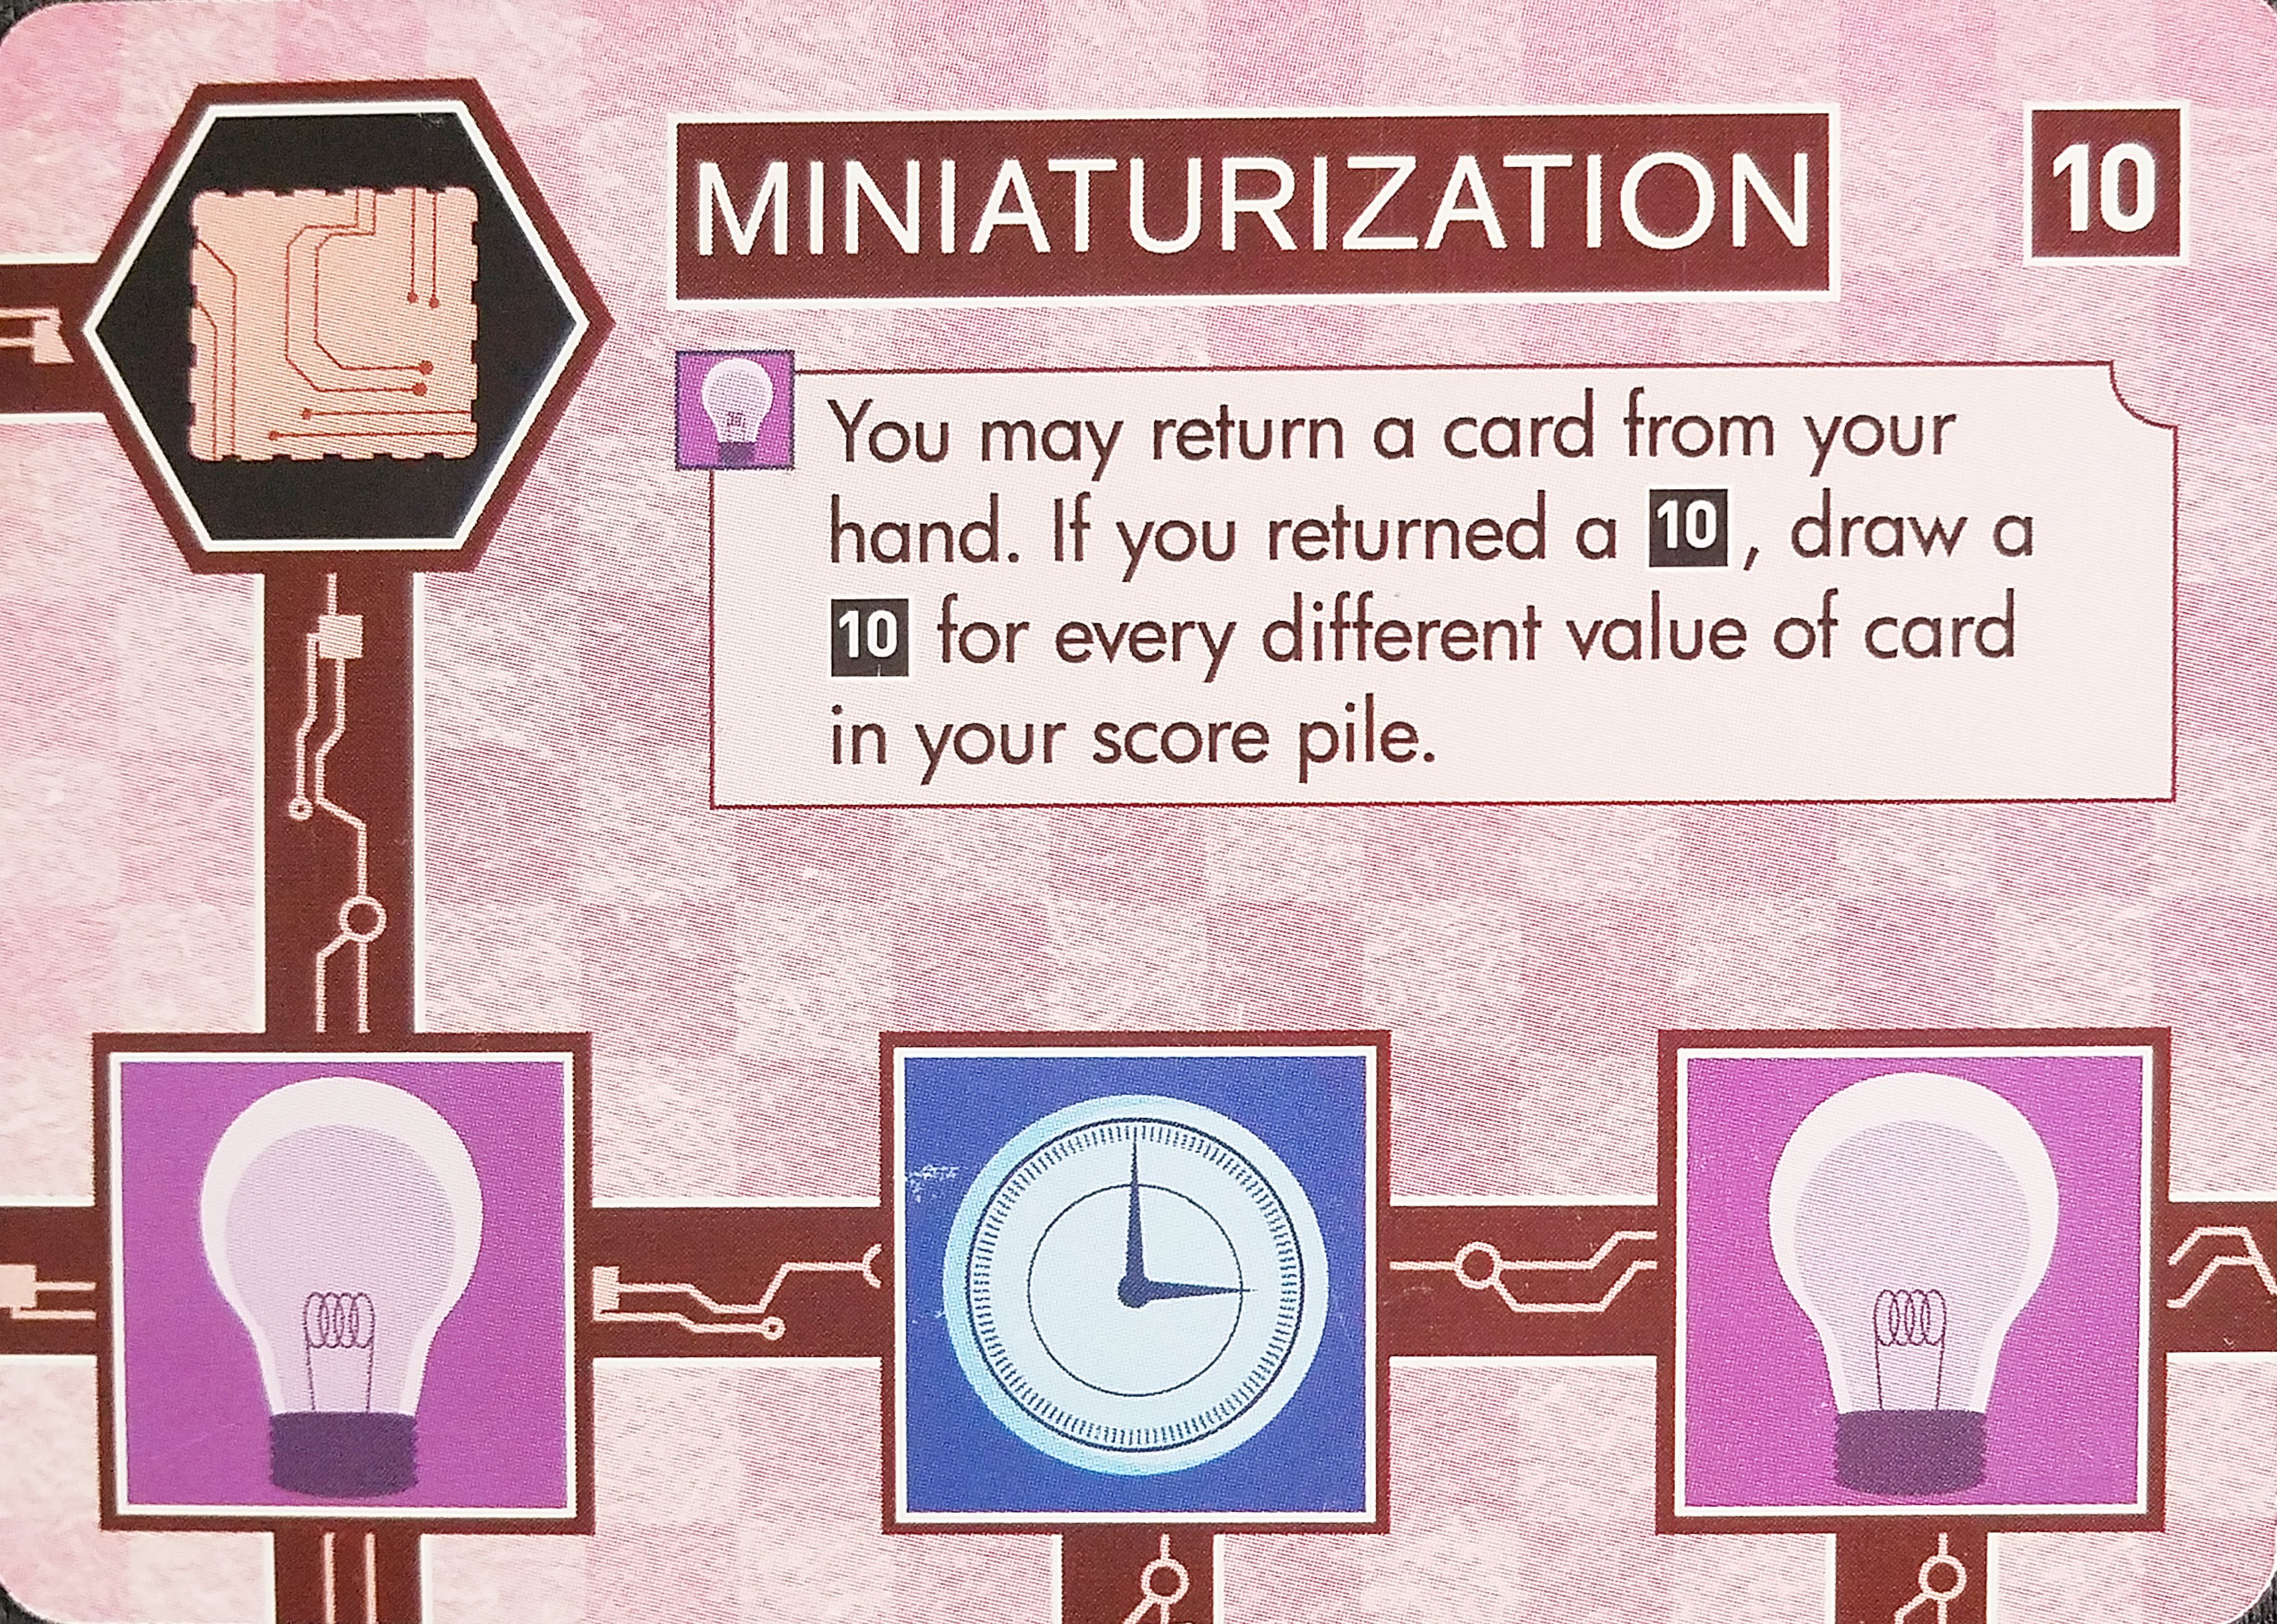 MINIATURIZATION
10
You may return a card from your
hand. If you returned a 10, draw a
10 for every different value of card
in your score pile.